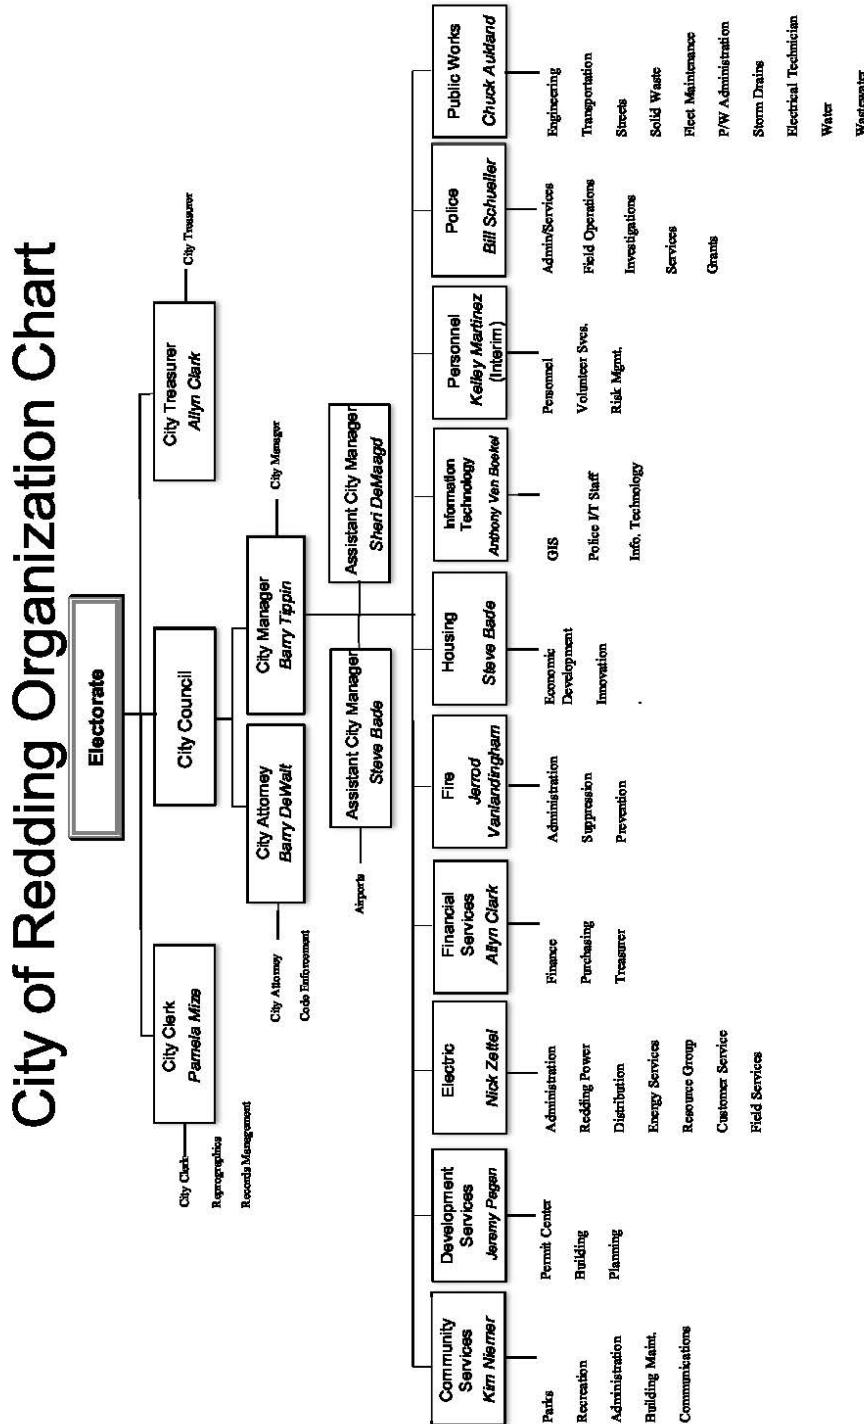 City of Redding Organization Chart
Electorate
City Clerk
Pamela Mize
City Clerk
Reprographics
Records Management
City Council
City Treasurer
Allyn Clark
City Treasurer
City Attorney
Barry DeWalt
City Attorney
Code Enforcement
City Manager
Barry Tippin
City Manager
Assistant City Manager
Steve Bade
Airports
Assistant City Manager
Sheri DeMaagd
Community
Services
Kim Niemer
Parks
Recreation
Administration
Building Maint.
Communications
Development
Services
Jeremy Pagan
Permit Center
Building
Planning
Electric
Nick Zettel
Administration
Redding Power
Distribution
Energy Services
Resource Group
Customer Service
Field Services
Financial
Services
Allyn Clark
Finance
Purchasing
Treasurer
Fire
Jerrod
Vanlandingham
Administration
Suppression
Prevention
Housing
Steve Bade
Economic
Development
Innovation
.
Information
Technology
Anthony Van Boekel
GIS
Police I/T Staff
Info. Technology
Personnel
Kelley Martinez
(Interim)
Personnel
Volunteer Svcs.
Risk Mgmt.
Police
Bill Schueller
Admin/Services
Field Operations
Investigations
Services
Grants
Public Works
Chuck Aukland
Engineering
Transportation
Streets
Solid Waste
Fleet Maintenance
P/W Administration
Storm Drains
Electrical Technician
Water
Wastewater